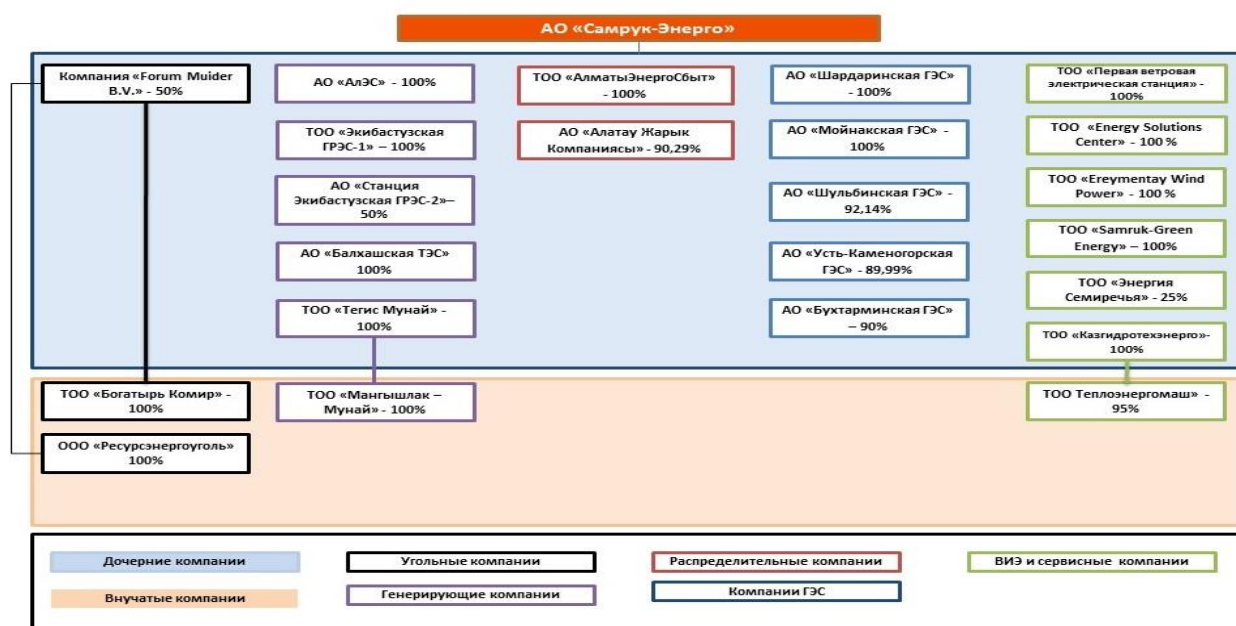 АО «Самрук-Энерго»
Компания «Forum Muider
B.V.» - 50%
ТОО «Богатырь Комир» -
100%
ООО «Ресурсэнергоуголь»
100%
АО «АлЭС» - 100%
ТОО «Экибастузская
ГРЭС-1» – 100%
АО «Станция
Экибастузская ГРЭС-2»–
50%
АО «Балхашская ТЭС»
100%
ТОО «Тегис Мунай» -
100%
ТОО «Мангышлак –
Мунай» - 100%
ТОО «АлматыЭнергоСбыт»
- 100%
АО «Алатау Жарык
Компаниясы» - 90,29%
АО «Шардаринская ГЭС»
- 100%
АО «Мойнакская ГЭС» -
100%
АО «Шульбинская ГЭС» -
92,14%
АО «Усть-Каменогорская
ГЭС» - 89,99%
АО «Бухтарминская ГЭС»
– 90%
ТОО «Первая ветровая
электрическая станция» -
100%
ТОО «Energy Solutions
Center» - 100 %
ТОО «Ereymentay Wind
Power» - 100 %
ТОО «Samruk-Green
Energy» – 100%
ТОО «Энергия
Семиречья» - 25%
ТОО «Казгидротехэнерго»-
100%
ТОО Теплоэнергомаш» -
95%
Дочерние компании
Угольные компании
Распределительные компании
ВИЭ и сервисные компании
Внучатые компании
Генерирующие компании
Компании ГЭС